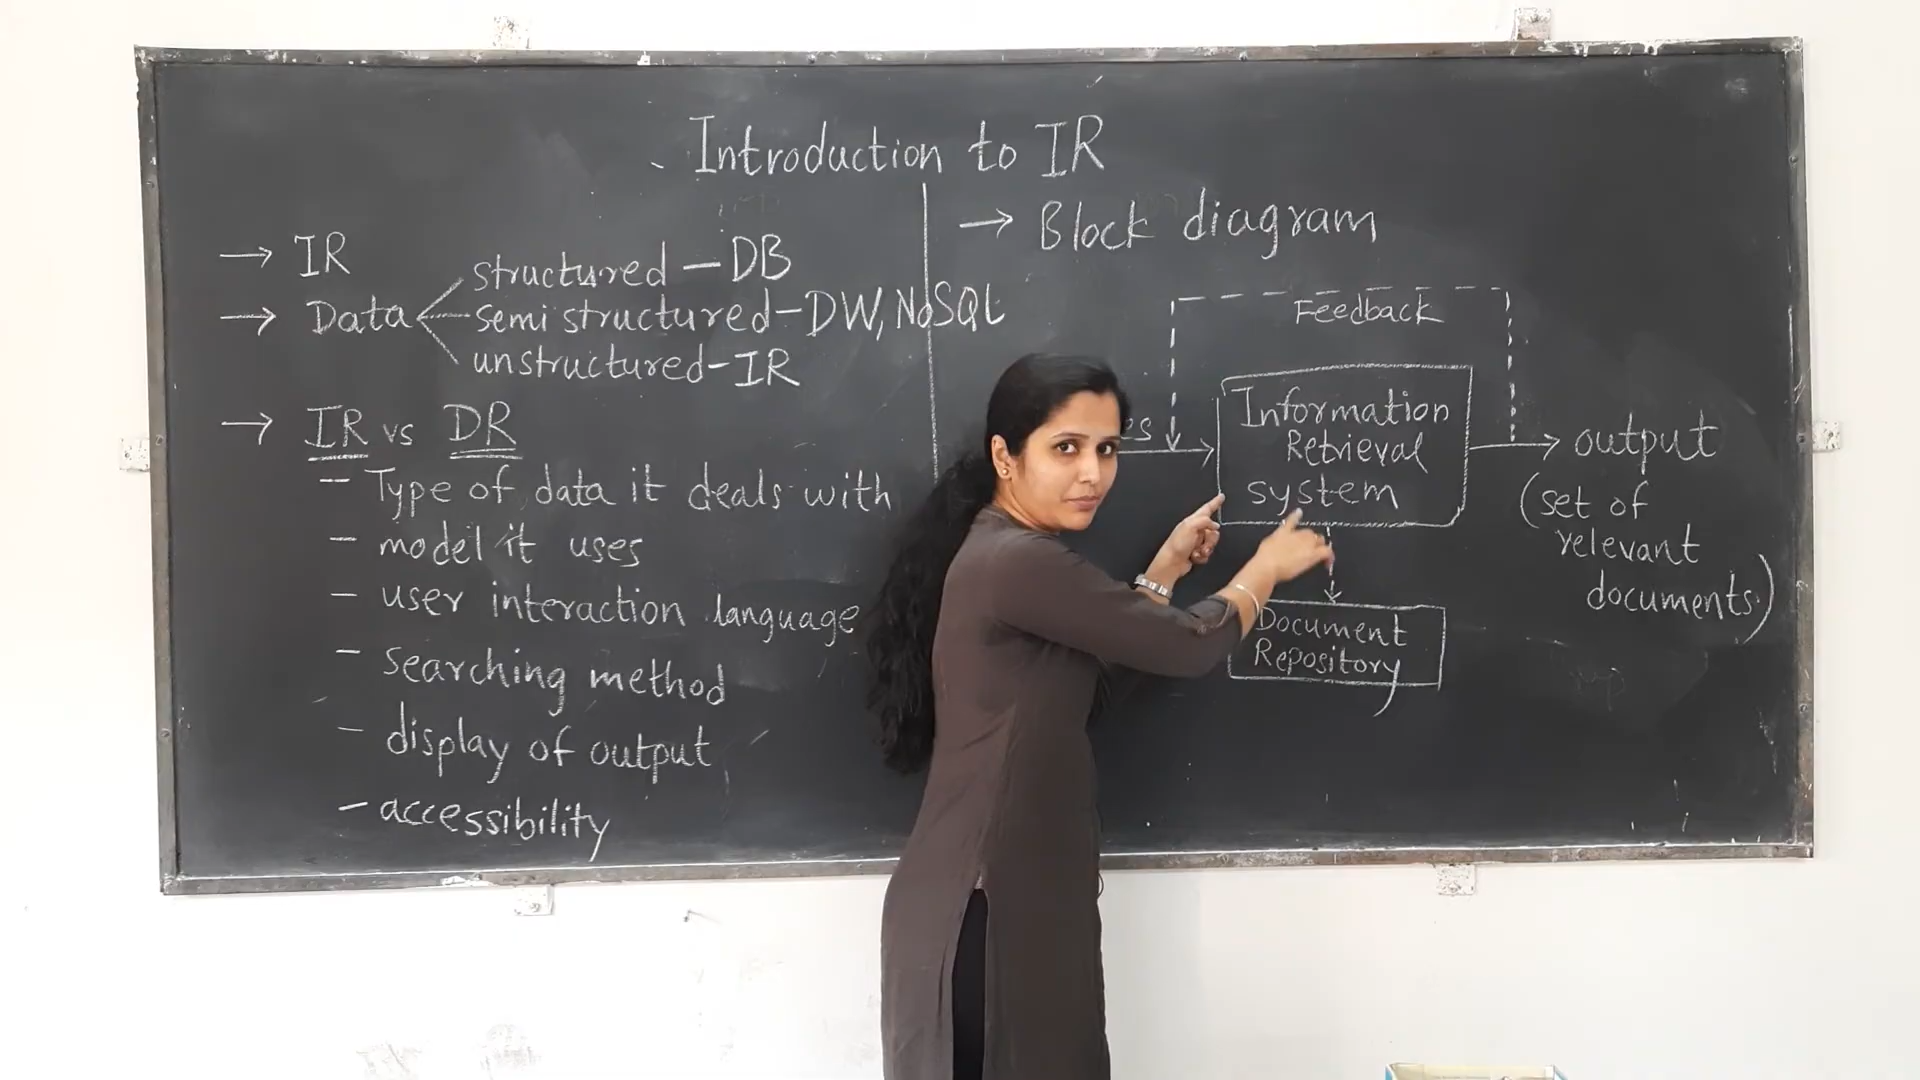 Introduction to IR
→ IR
→ Data
structured - DB
semi structured - DW, NoSQL
unstructured - IR
→ IR vs DR
- Type of data it deals with
- model it uses
- user interaction language
- searching method
- display of output
- accessibility
→ Block diagram
Feedback
Information
Retrieval
system
output
(set of
relevant
documents)
Document
Repository